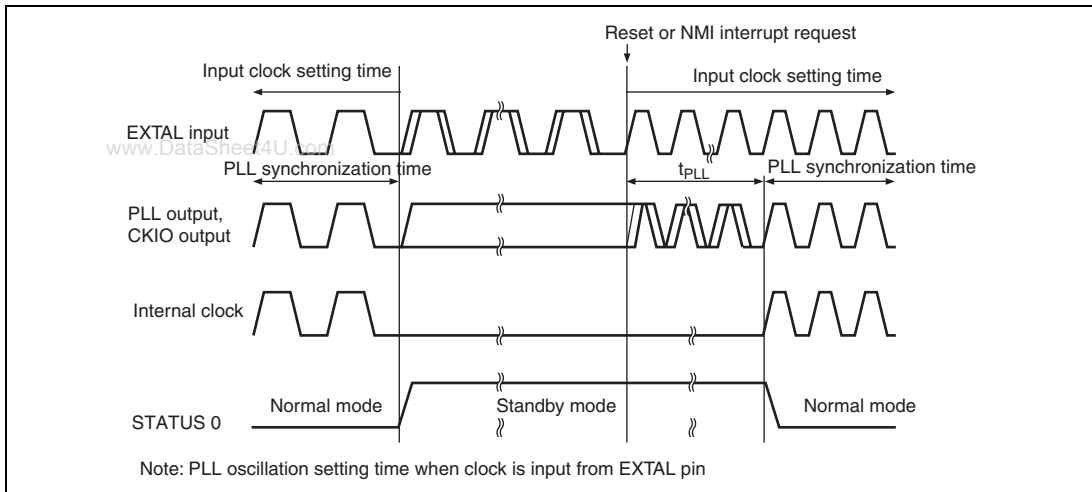 Reset or NMI interrupt request
Input clock setting time
Input clock setting time
EXTAL input
www.DataSheet4U.com
PLL synchronization time
tPLL
PLL synchronization time
PLL output,
CKIO output
Internal clock
Normal mode
Standby mode
Normal mode
STATUS 0
Note: PLL oscillation setting time when clock is input from EXTAL pin